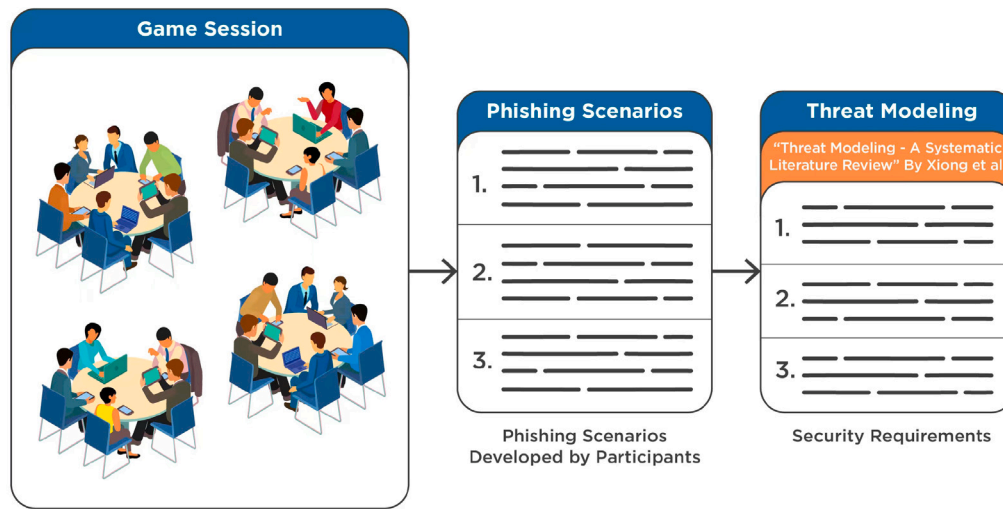 Game Session
Phishing Scenarios
1.
2.
3.
Phishing Scenarios
Developed by Participants
Threat Modeling
“Threat Modeling - A Systematic
Literature Review” By Xiong et al
1.
2.
3.
Security Requirements